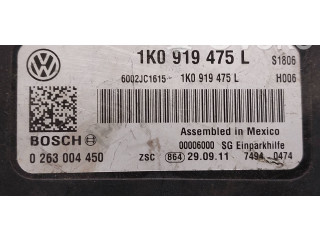 1K0 919 475 L S1806
6002JC1615- 1K0 919 475 L H006
Assembled in Mexico
BOSCH 00006000 SG Einparkhilfe
0 263 004 450 ZSC 864 29.09.11 7494 0474